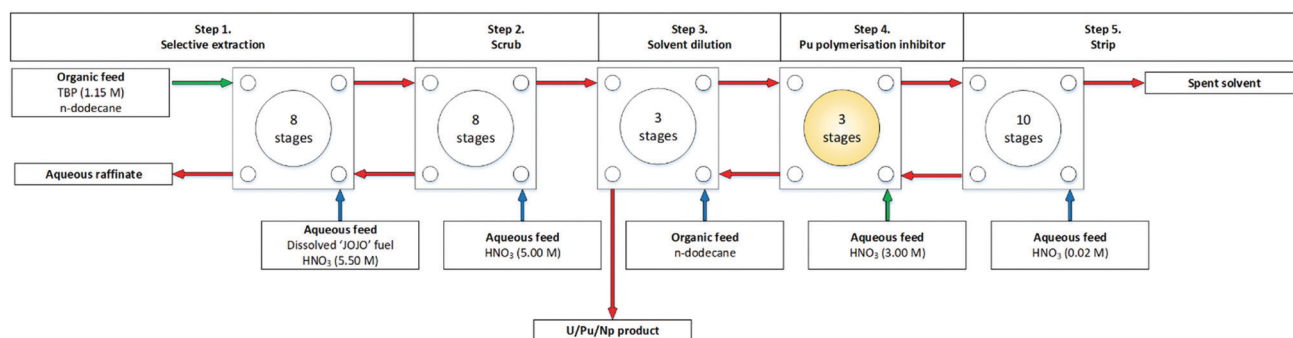 Step 1.
Selective extraction
Step 2.
Scrub
Step 3.
Solvent dilution
Step 4.
Pu polymerisation inhibitor
Step 5.
Strip
Organic feed
TBP (1.15 M)
n-dodecane
8
stages
8
stages
3
stages
3
stages
10
stages
Spent solvent
Aqueous raffinate
Aqueous feed
Dissolved ‘JOJO’ fuel
HNO₃ (5.50 M)
Aqueous feed
HNO₃ (5.00 M)
Organic feed
n-dodecane
Aqueous feed
HNO₃ (3.00 M)
Aqueous feed
HNO₃ (0.02 M)
U/Pu/Np product